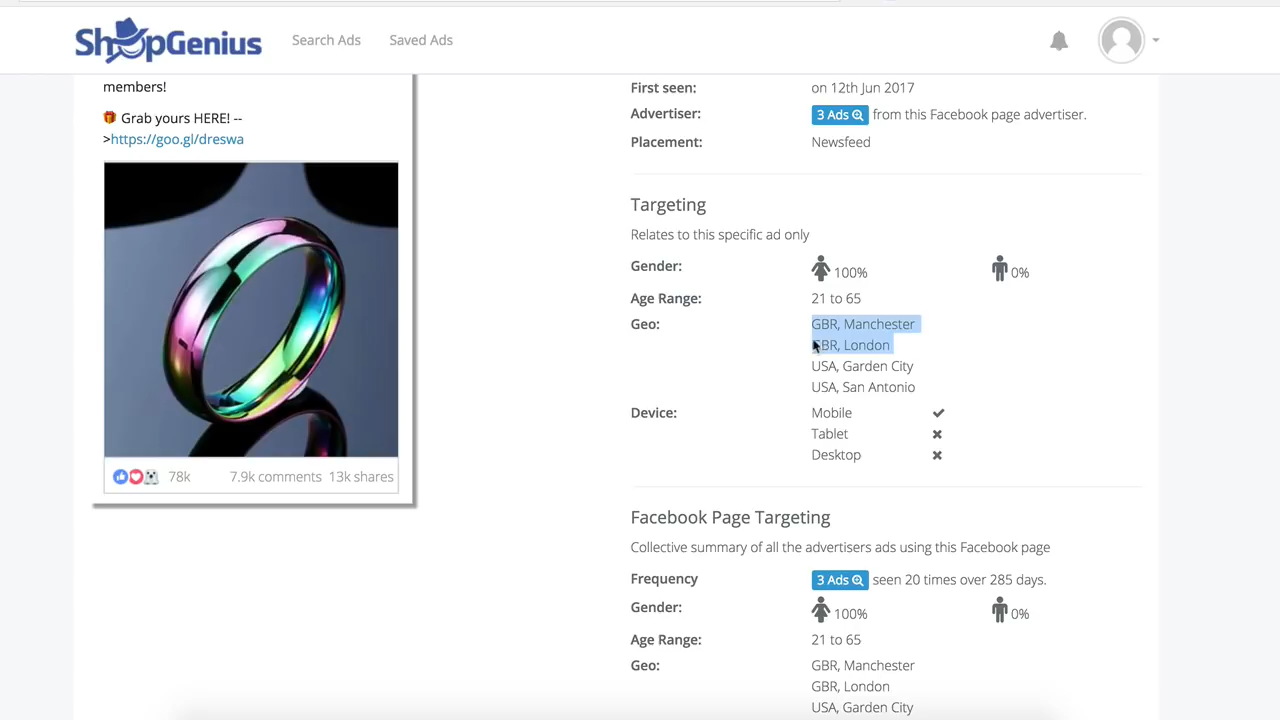 ShopGenius
Search Ads
Saved Ads
members!
🎁 Grab yours HERE! --
>https://goo.gl/dreswa
78k
7.9k comments
13k shares
First seen: on 12th Jun 2017
Advertiser: 3 Ads from this Facebook page advertiser.
Placement: Newsfeed
Targeting
Relates to this specific ad only
Gender: 100% 0%
Age Range: 21 to 65
Geo: GBR, Manchester
GBR, London
USA, Garden City
USA, San Antonio
Device: Mobile ✔
Tablet ✖
Desktop ✖
Facebook Page Targeting
Collective summary of all the advertisers ads using this Facebook page
Frequency 3 Ads seen 20 times over 285 days.
Gender: 100% 0%
Age Range: 21 to 65
Geo: GBR, Manchester
GBR, London
USA, Garden City